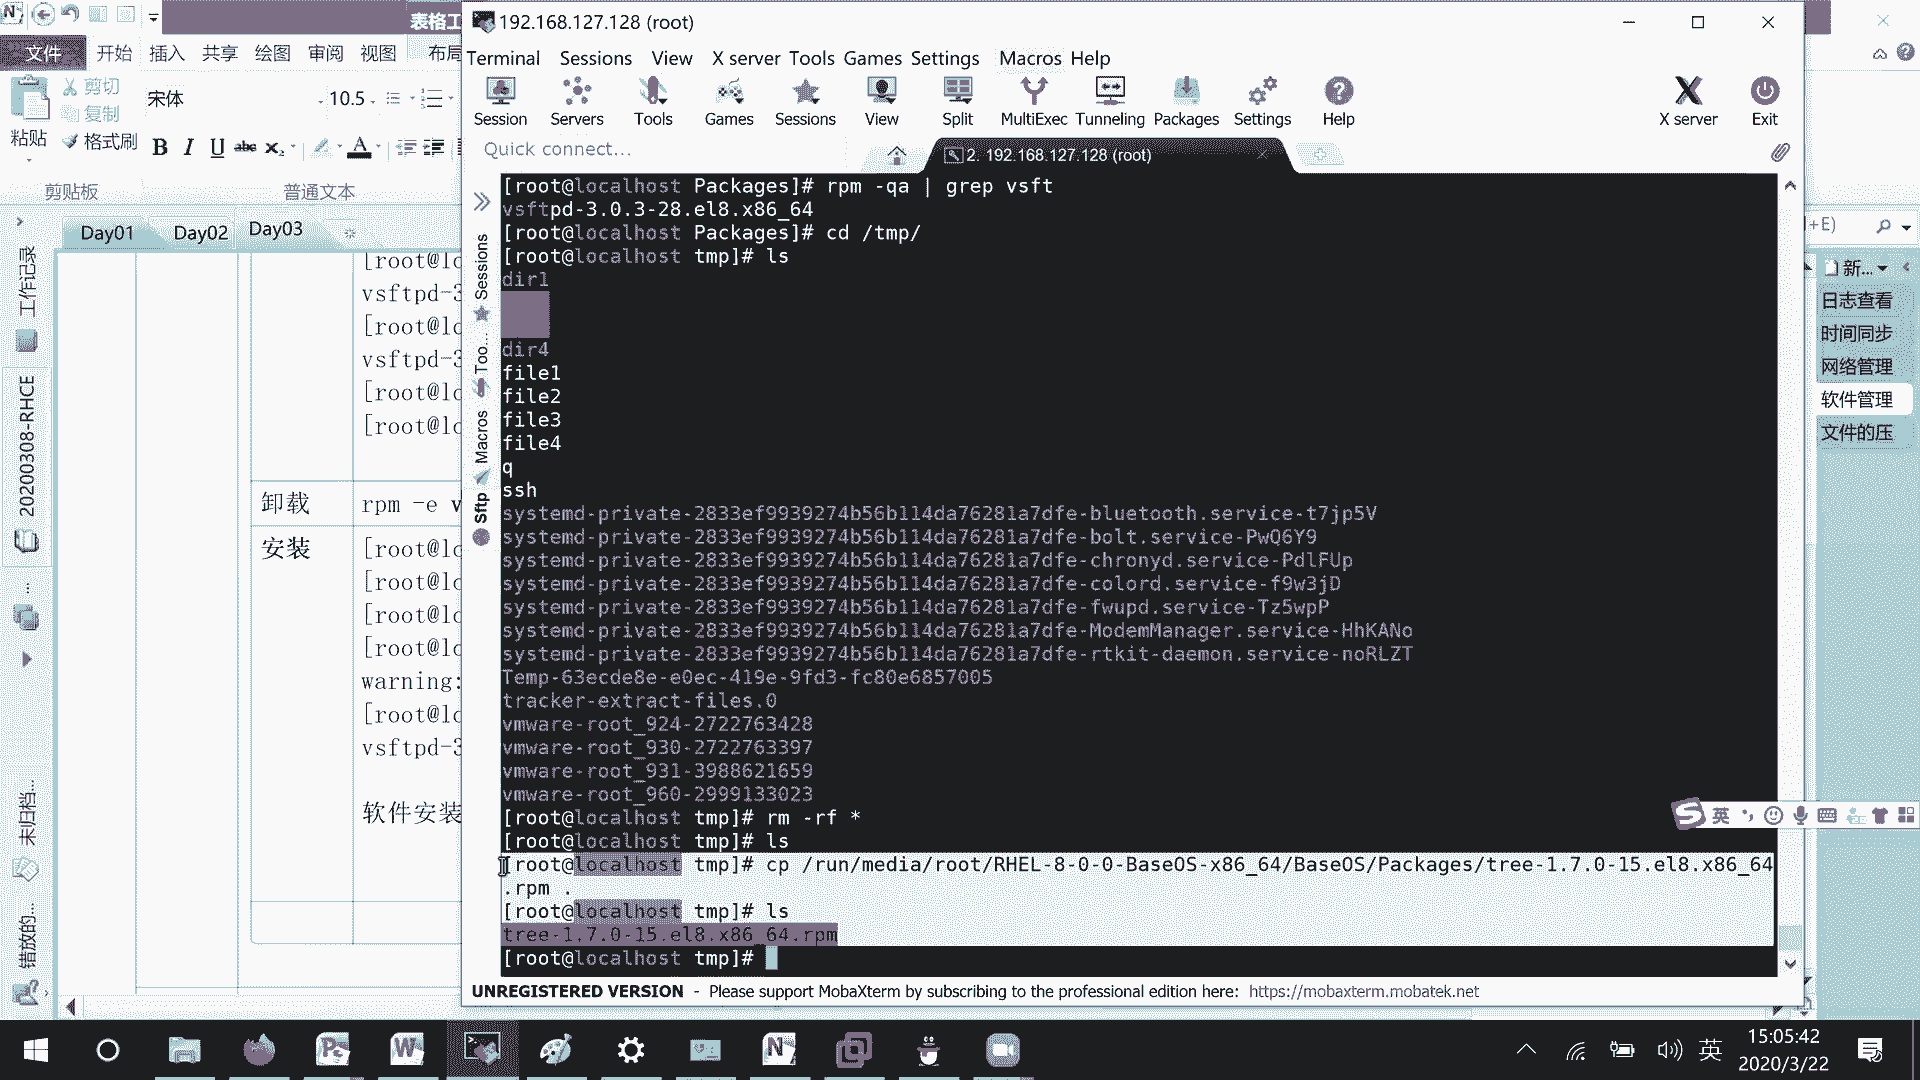 192.168.127.128 (root)
表格工
文件 开始 插入 共享 绘图 审阅 视图 布局
剪切
复制
格式刷
粘贴
剪贴板
宋体 10.5
B I U abc x₂ A
普通文本
Terminal Sessions View X server Tools Games Settings Macros Help
Session Servers Tools Games Sessions View Split MultiExec Tunneling Packages Settings Help X server Exit
Quick connect...
2. 192.168.127.128 (root)
Day01 Day02 Day03
工作记录
20200308-RHCE
未归档...
错放的...
[root@lo
vsftpd-3
[root@lo
vsftpd-3
[root@lo
[root@lo
卸载 rpm -e v
安装 [root@lo
[root@lo
[root@lo
[root@lo
warning:
[root@lo
vsftpd-3
软件安装
Sessions
Too...
Macros
Sftp
[root@localhost Packages]# rpm -qa | grep vsft
vsftpd-3.0.3-28.el8.x86_64
[root@localhost Packages]# cd /tmp/
[root@localhost tmp]# ls
dir1
dir4
file1
file2
file3
file4
q
ssh
systemd-private-2833ef9939274b56b114da76281a7dfe-bluetooth.service-t7jp5V
systemd-private-2833ef9939274b56b114da76281a7dfe-bolt.service-PwQ6Y9
systemd-private-2833ef9939274b56b114da76281a7dfe-chronyd.service-PdlFUp
systemd-private-2833ef9939274b56b114da76281a7dfe-colord.service-f9w3jD
systemd-private-2833ef9939274b56b114da76281a7dfe-fwupd.service-Tz5wpP
systemd-private-2833ef9939274b56b114da76281a7dfe-ModemManager.service-HhKANo
systemd-private-2833ef9939274b56b114da76281a7dfe-rtkit-daemon.service-noRLZT
Temp-63ecde8e-e0ec-419e-9fd3-fc80e6857005
tracker-extract-files.0
vmware-root_924-2722763428
vmware-root_930-2722763397
vmware-root_931-3988621659
vmware-root_960-2999133023
[root@localhost tmp]# rm -rf *
[root@localhost tmp]# ls
[root@localhost tmp]# cp /run/media/root/RHEL-8-0-0-BaseOS-x86_64/BaseOS/Packages/tree-1.7.0-15.el8.x86_64
.rpm .
[root@localhost tmp]# ls
tree-1.7.0-15.el8.x86_64.rpm
[root@localhost tmp]#
UNREGISTERED VERSION - Please support MobaXterm by subscribing to the professional edition here: https://mobaxterm.mobatek.net
+E)
新...
日志查看
时间同步
网络管理
软件管理
文件的压
英
英
15:05:42
2020/3/22